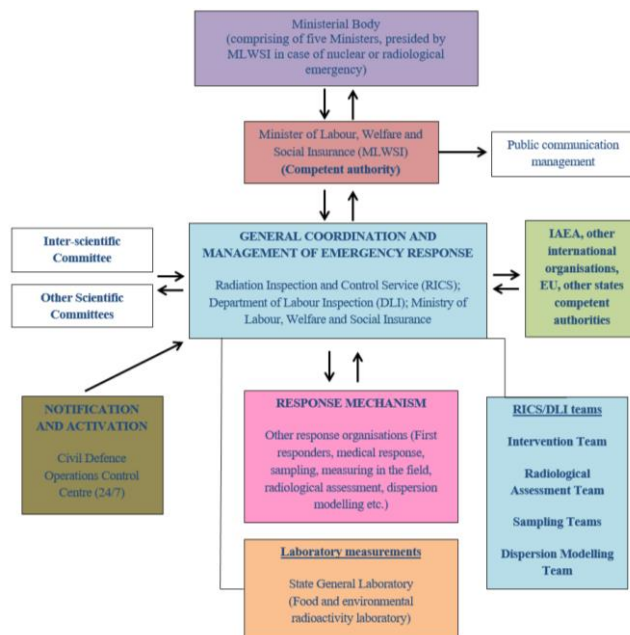 Ministerial Body
(comprising of five Ministers, presided by
MLWSI in case of nuclear or radiological
emergency)
Minister of Labour, Welfare and
Social Insurance (MLWSI)
(Competent authority)
Public communication
management
GENERAL COORDINATION AND
MANAGEMENT OF EMERGENCY RESPONSE
Radiation Inspection and Control Service (RICS);
Department of Labour Inspection (DLI); Ministry of
Labour, Welfare and Social Insurance
Inter-scientific
Committee
Other Scientific
Committees
IAEA, other
international
organisations,
EU, other states
competent
authorities
NOTIFICATION
AND ACTIVATION
Civil Defence
Operations Control
Centre (24/7)
RESPONSE MECHANISM
Other response organisations (First
responders, medical response,
sampling, measuring in the field,
radiological assessment, dispersion
modelling etc.)
RICS/DLI teams
Intervention Team
Radiological
Assessment Team
Sampling Teams
Dispersion Modelling
Team
Laboratory measurements
State General Laboratory
(Food and environmental
radioactivity laboratory)